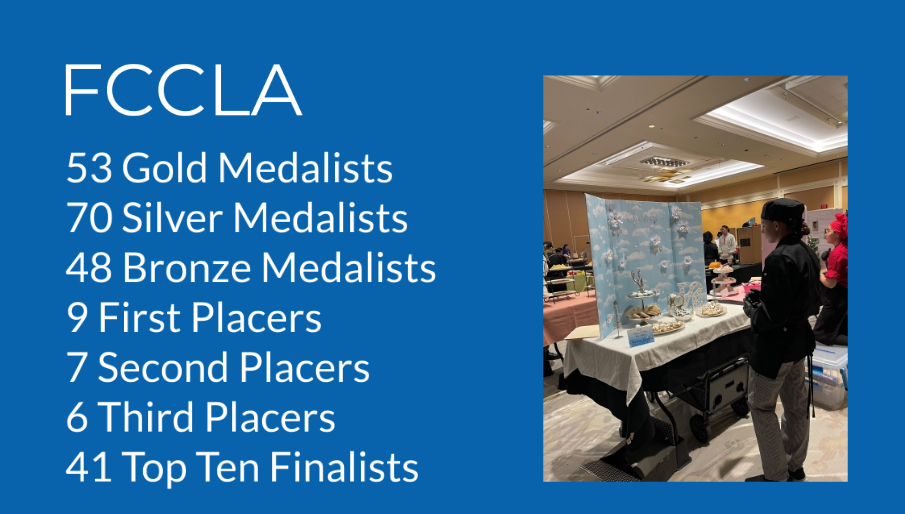 FCCLA
53 Gold Medalists
70 Silver Medalists
48 Bronze Medalists
9 First Placers
7 Second Placers
6 Third Placers
41 Top Ten Finalists